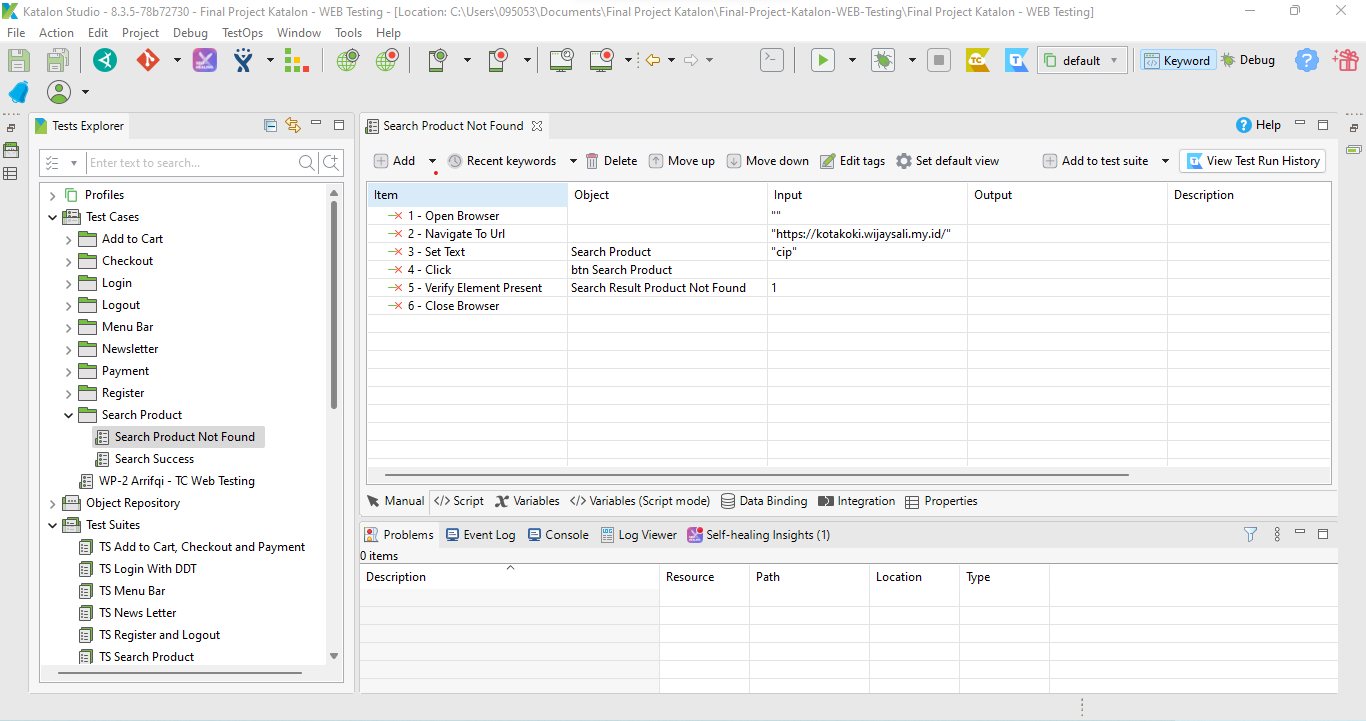 Katalon Studio - 8.3.5-78b72730 - Final Project Katalon - WEB Testing - [Location: C:\Users\095053\Documents\Final Project Katalon\Final-Project-Katalon-WEB-Testing\Final Project Katalon - WEB Testing]
File Action Edit Project Debug TestOps Window Tools Help
default Keyword Debug
Tests Explorer
Enter text to search...
Profiles
Test Cases
Add to Cart
Checkout
Login
Logout
Menu Bar
Newsletter
Payment
Register
Search Product
Search Product Not Found
Search Success
WP-2 Arrifqi - TC Web Testing
Object Repository
Test Suites
TS Add to Cart, Checkout and Payment
TS Login With DDT
TS Menu Bar
TS News Letter
TS Register and Logout
TS Search Product
Search Product Not Found Help
Add Recent keywords Delete Move up Move down Edit tags Set default view Add to test suite View Test Run History
Item Object Input Output Description
1 - Open Browser ""
2 - Navigate To Url "https://kotakoki.wijaysali.my.id/"
3 - Set Text Search Product "cip"
4 - Click btn Search Product
5 - Verify Element Present Search Result Product Not Found 1
6 - Close Browser
Manual </> Script Variables </> Variables (Script mode) Data Binding Integration Properties
Problems Event Log Console Log Viewer Self-healing Insights (1)
0 items
Description Resource Path Location Type